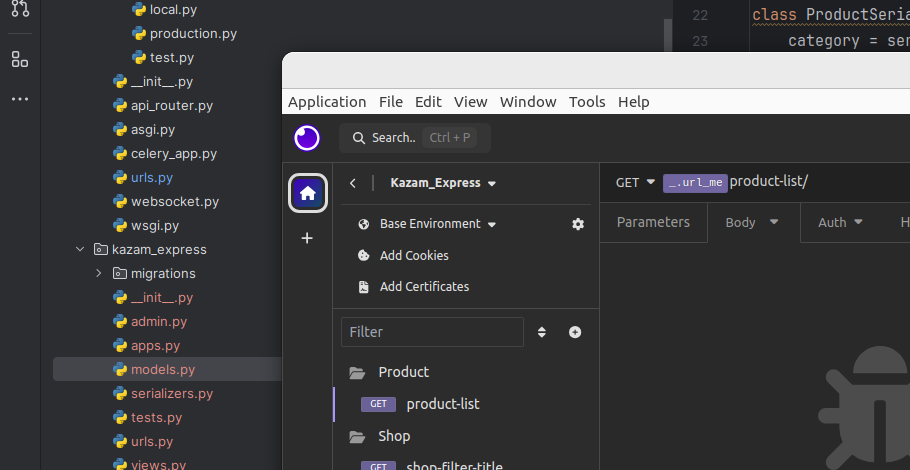 local.py
production.py
test.py
__init__.py
api_router.py
asgi.py
celery_app.py
urls.py
websocket.py
wsgi.py
kazam_express
migrations
__init__.py
admin.py
apps.py
models.py
serializers.py
tests.py
urls.py
views.py
22 class ProductSeria
23 category = ser
Application File Edit View Window Tools Help
Search.. Ctrl + P
Kazam_Express
Base Environment
Add Cookies
Add Certificates
Filter
Product
GET product-list
Shop
GET shop-filter-title
GET _.url_me product-list/
Parameters Body Auth H